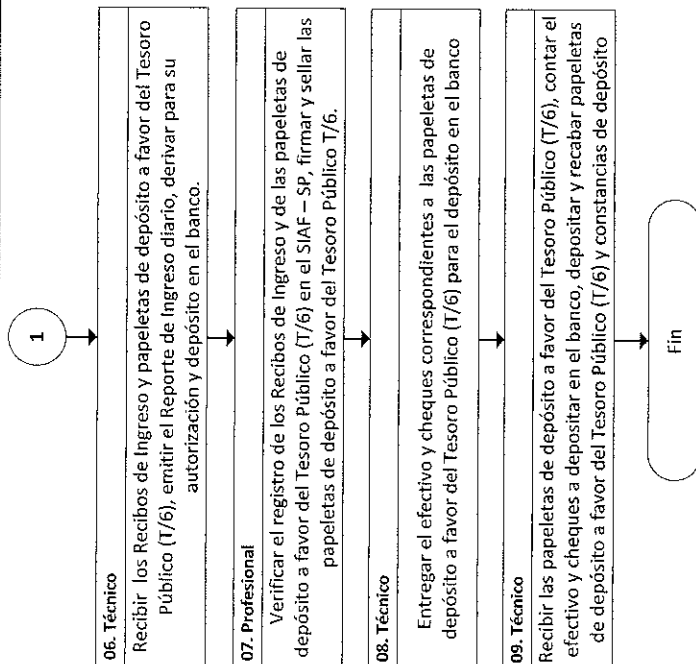 1
06. Técnico
Recibir los Recibos de Ingreso y papeletas de depósito a favor del Tesoro
Público (T/6), emitir el Reporte de Ingreso diario, derivar para su
autorización y depósito en el banco.
07. Profesional
Verificar el registro de los Recibos de Ingreso y de las papeletas de
depósito a favor del Tesoro Público (T/6) en el SIAF – SP, firmar y sellar las
papeletas de depósito a favor del Tesoro Público T/6.
08. Técnico
Entregar el efectivo y cheques correspondientes a las papeletas de
depósito a favor del Tesoro Público (T/6) para el depósito en el banco
09. Técnico
Recibir las papeletas de depósito a favor del Tesoro Público (T/6), contar el
efectivo y cheques a depositar en el banco, depositar y recabar papeletas
de depósito a favor del Tesoro Público (T/6) y constancias de depósito
Fin